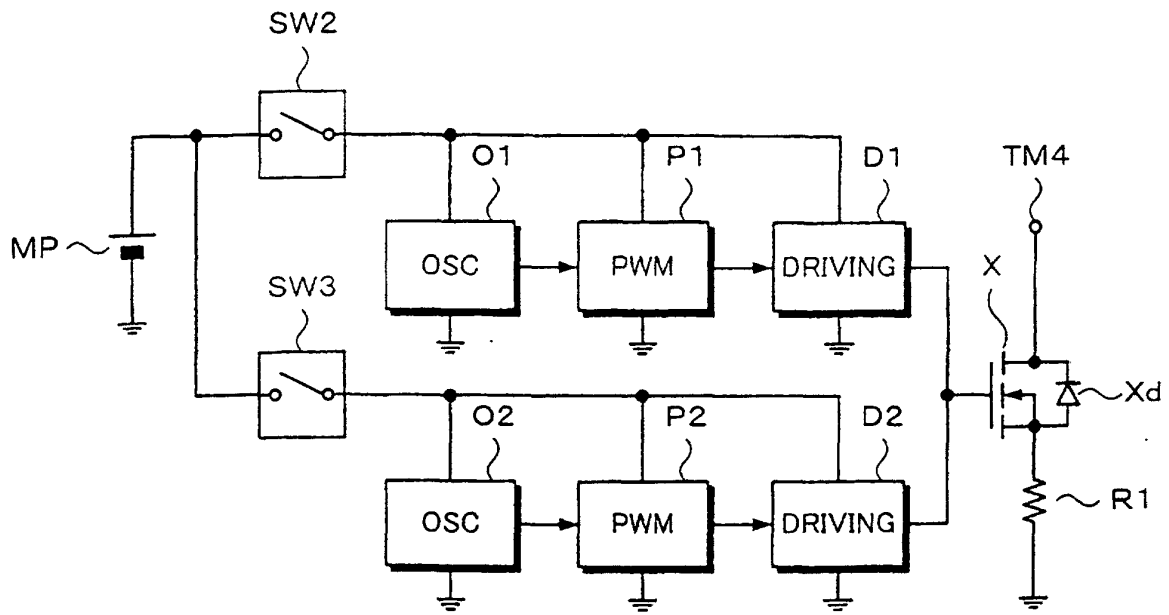 SW2
O1
P1
D1
TM4
MP
OSC
PWM
DRIVING
X
SW3
Xd
O2
P2
D2
OSC
PWM
DRIVING
R1